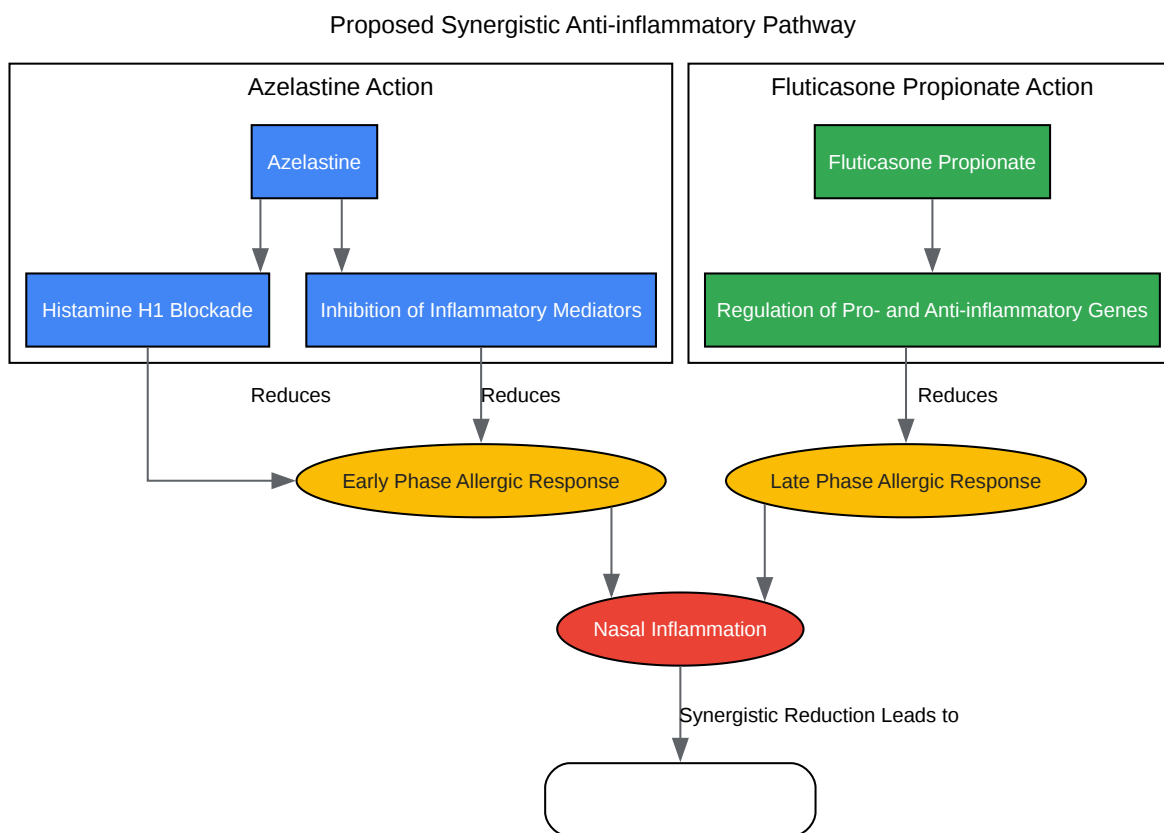 Proposed Synergistic Anti-inflammatory Pathway
Azelastine Action
Fluticasone Propionate Action
Azelastine
Fluticasone Propionate
Histamine H1 Blockade
Inhibition of Inflammatory Mediators
Regulation of Pro- and Anti-inflammatory Genes
Reduces
Reduces
Reduces
Early Phase Allergic Response
Late Phase Allergic Response
Nasal Inflammation
Synergistic Reduction Leads to